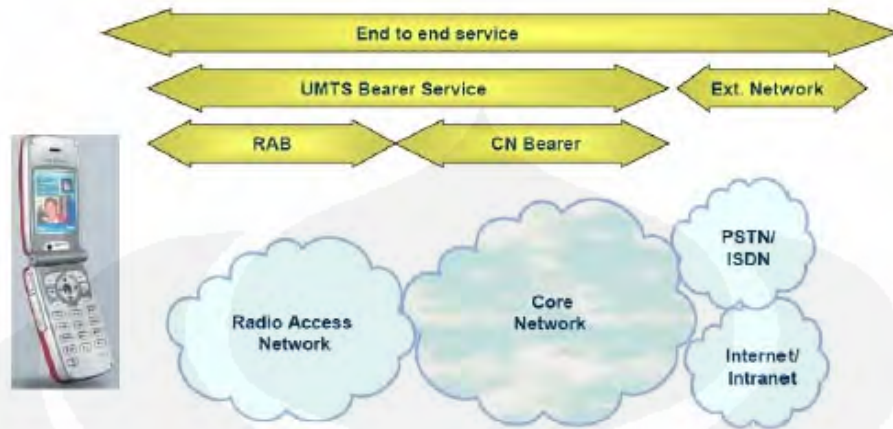 End to end service
UMTS Bearer Service
Ext. Network
RAB
CN Bearer
PSTN/
ISDN
Radio Access
Network
Core
Network
Internet/
Intranet